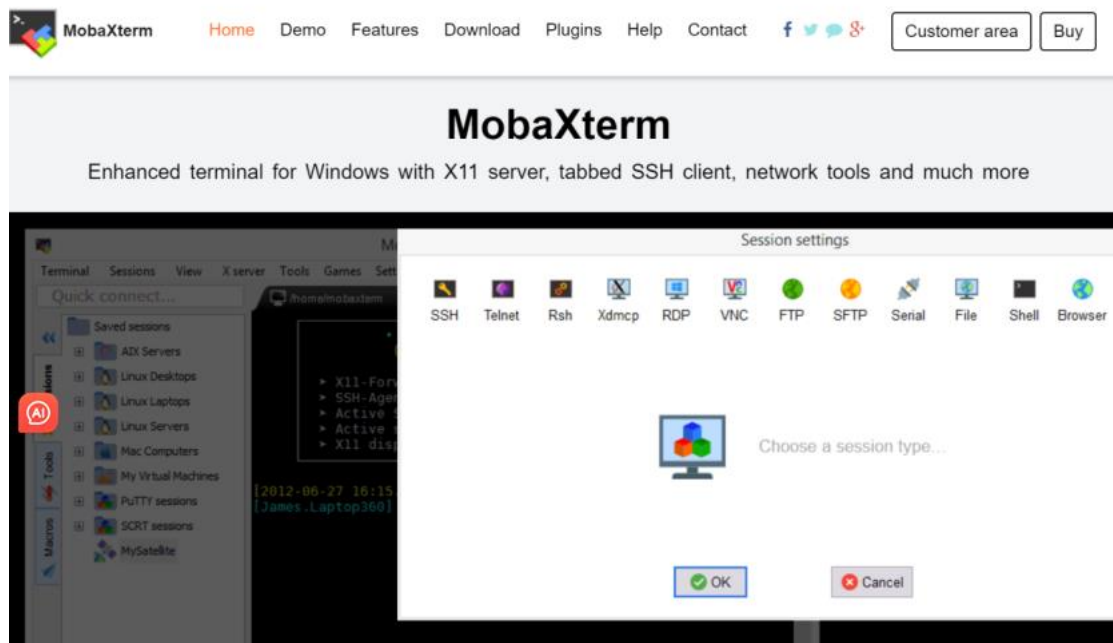 MobaXterm Home Demo Features Download Plugins Help Contact Customer area Buy
MobaXterm
Enhanced terminal for Windows with X11 server, tabbed SSH client, network tools and much more
Session settings
Terminal Sessions View X server Tools Games Sett
Quick connect...
/home/mobaxterm
SSH Telnet Rsh Xdmcp RDP VNC FTP SFTP Serial File Shell Browser
Saved sessions
AIX Servers
Linux Desktops
Linux Laptops
Linux Servers
Mac Computers
My Virtual Machines
PuTTY sessions
SCRT sessions
MySatellite
Tools
Macros
AI
▸ X11-Forw
▸ SSH-Agen
▸ Active S
▸ Active
▸ X11 disp
[2012-06-27 16:15
[James.Laptop360]
Choose a session type...
OK Cancel